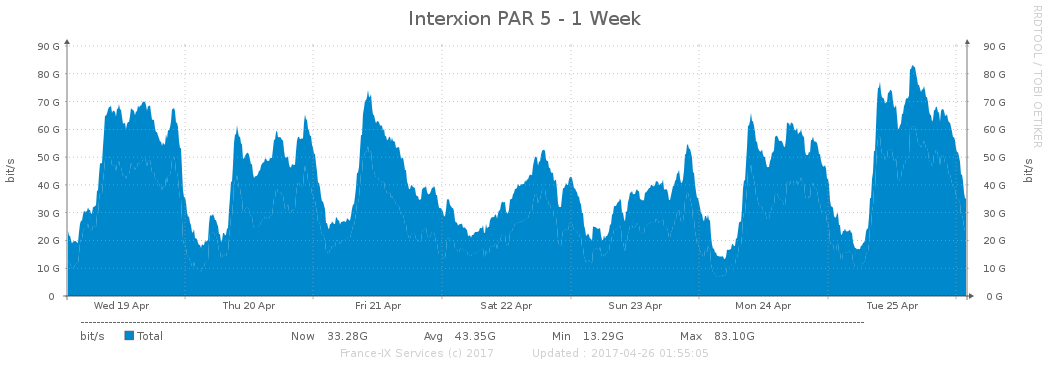 Interxion PAR 5 - 1 Week
RRDTOOL / TOBI OETIKER
bit/s
90 G 90 G
80 G 80 G
70 G 70 G
60 G 60 G
50 G 50 G
40 G 40 G
30 G 30 G
20 G 20 G
10 G 10 G
0 0 G
bit/s
Wed 19 Apr Thu 20 Apr Fri 21 Apr Sat 22 Apr Sun 23 Apr Mon 24 Apr Tue 25 Apr
bit/s Total Now 33.28G Avg 43.35G Min 13.29G Max 83.10G
France-IX Services (c) 2017 Updated : 2017-04-26 01:55:05